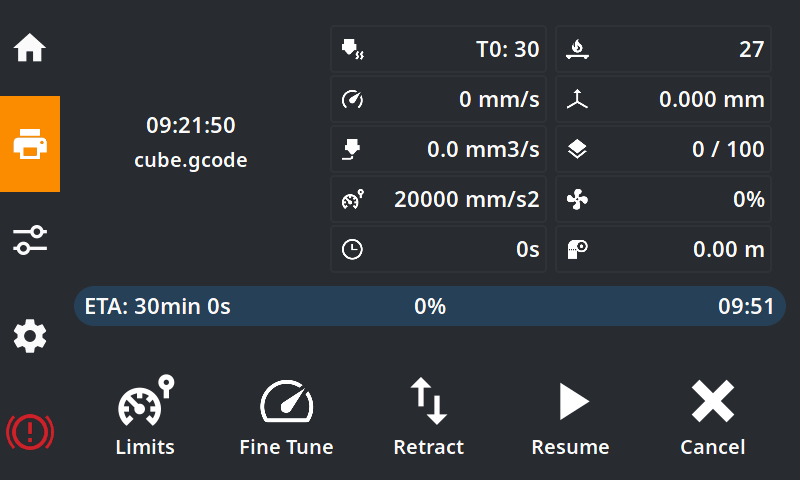 09:21:50
cube.gcode
T0: 30
27
0 mm/s
0.000 mm
0.0 mm3/s
0 / 100
20000 mm/s2
0%
0s
0.00 m
ETA: 30min 0s 0% 09:51
Limits Fine Tune Retract Resume Cancel